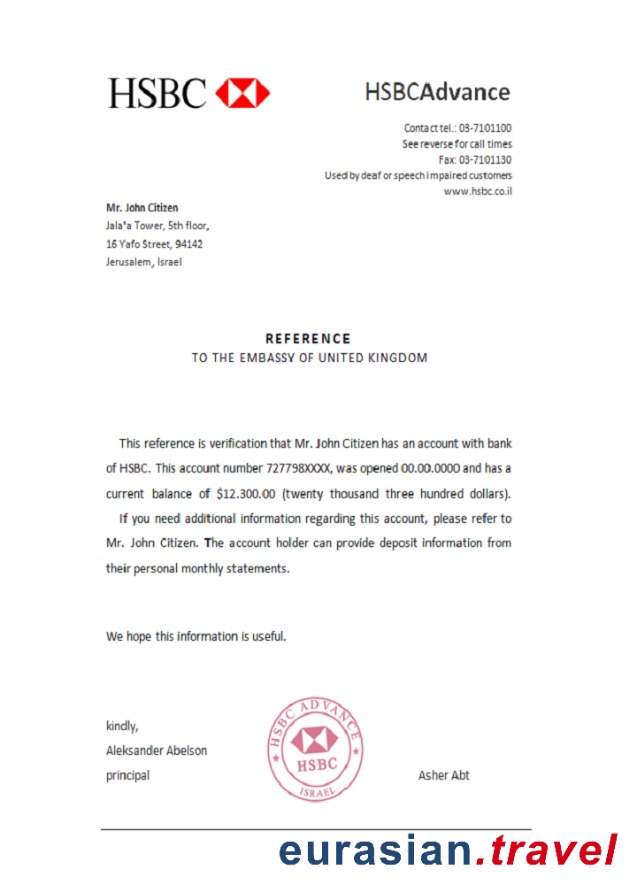 HSBC
HSBCAdvance
Contact tel.: 03-7101100
See reverse for call times
Fax: 03-7101130
Used by deaf or speech impaired customers
www.hsbc.co.il
Mr. John Citizen
Jala'a Tower, 5th floor,
16 Yafo Street, 94142
Jerusalem, Israel
REFERENCE
TO THE EMBASSY OF UNITED KINGDOM
This reference is verification that Mr. John Citizen has an account with bank
of HSBC. This account number 727798XXXX, was opened 00.00.0000 and has a
current balance of $12.300.00 (twenty thousand three hundred dollars).
If you need additional information regarding this account, please refer to
Mr. John Citizen. The account holder can provide deposit information from
their personal monthly statements.
We hope this information is useful.
kindly,
Aleksander Abelson
principal
HSBC ADVANCE
HSBC
ISRAEL
Asher Abt
eurasian.travel